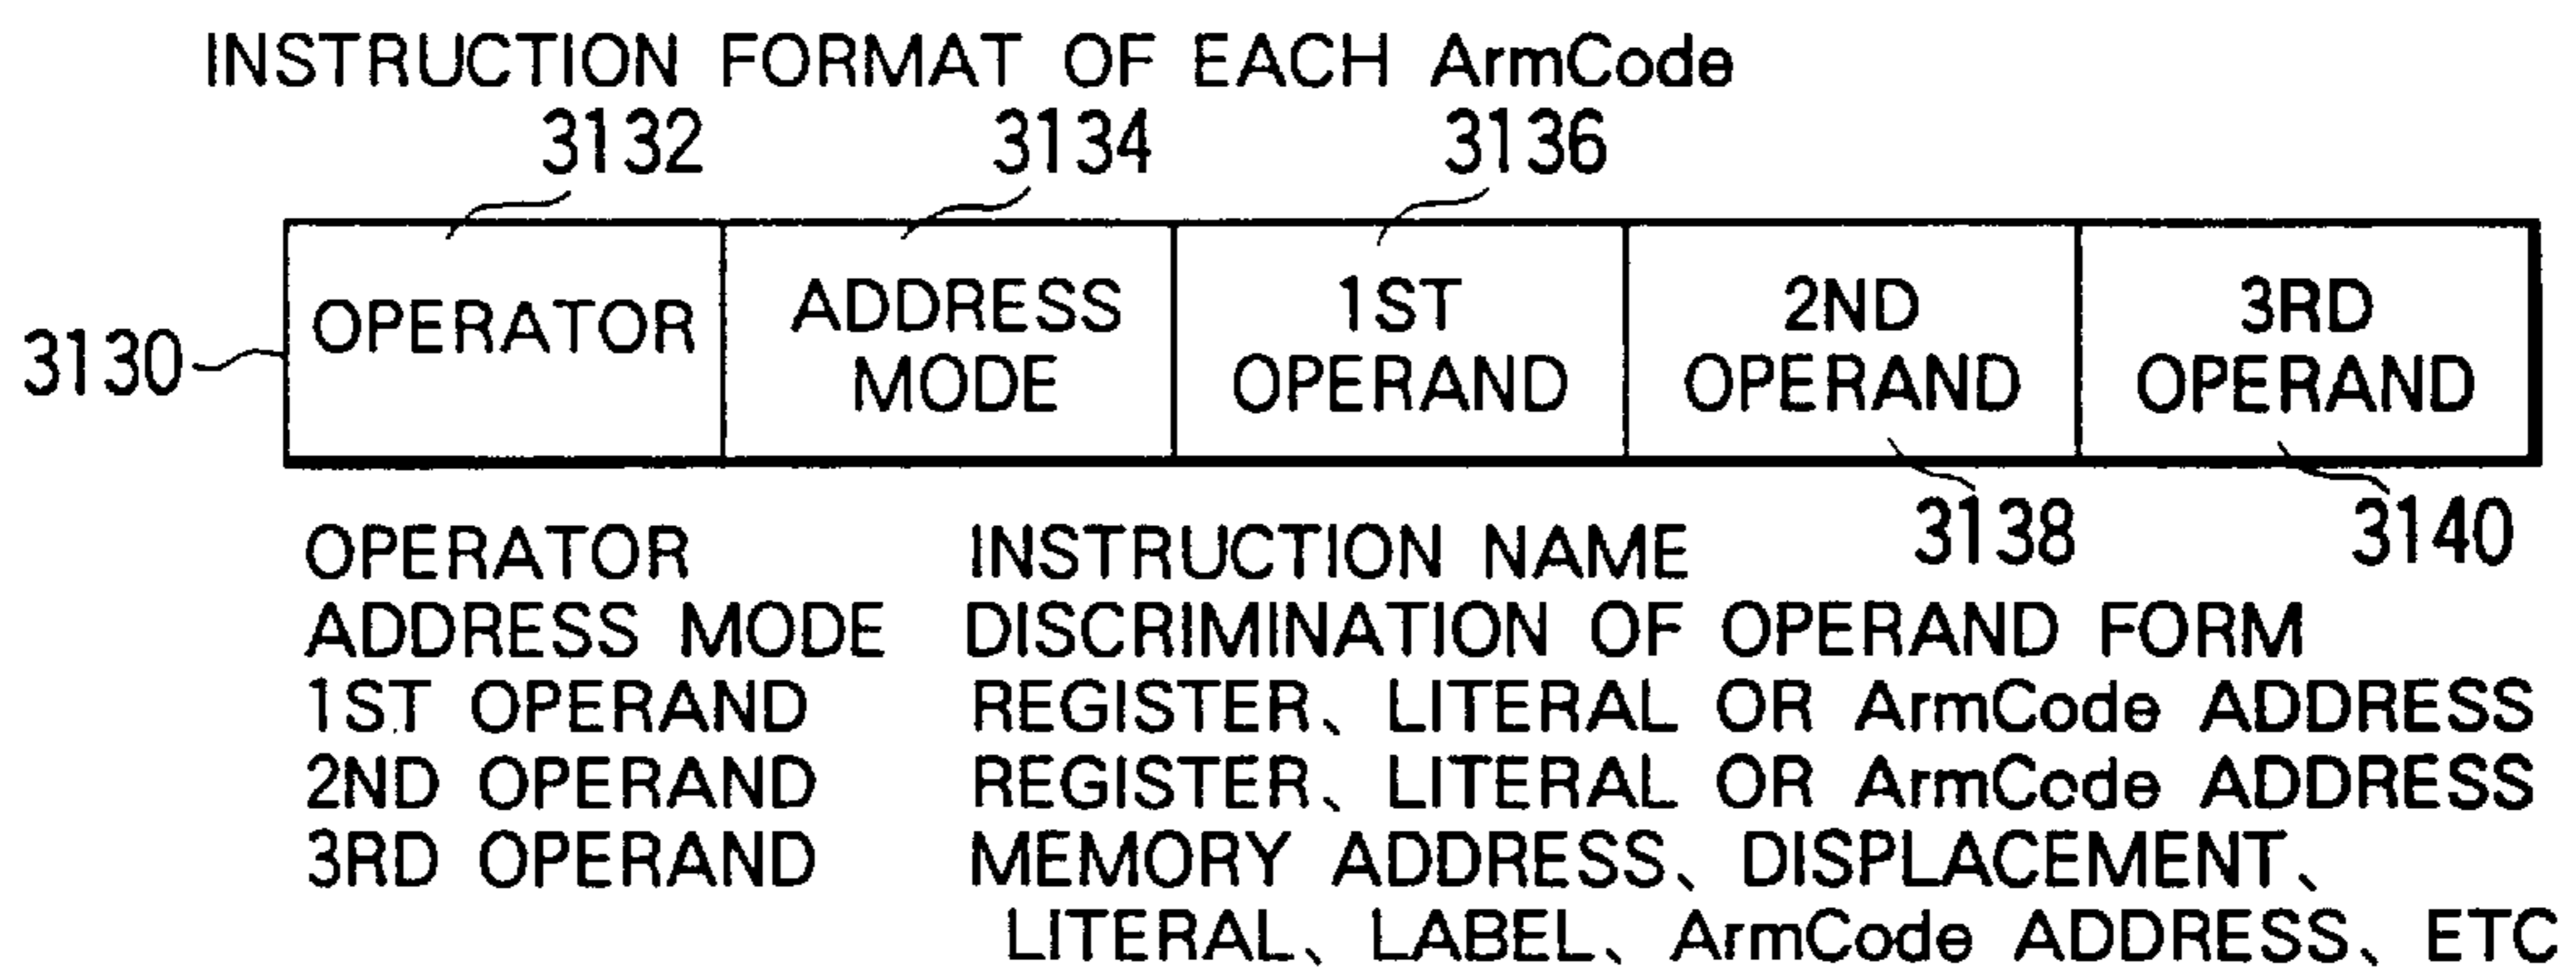 INSTRUCTION FORMAT OF EACH ArmCode
3132 3134 3136
3130
OPERATOR
ADDRESS
MODE
1ST
OPERAND
2ND
OPERAND
3RD
OPERAND
3138 3140
OPERATOR INSTRUCTION NAME
ADDRESS MODE DISCRIMINATION OF OPERAND FORM
1ST OPERAND REGISTER、LITERAL OR ArmCode ADDRESS
2ND OPERAND REGISTER、LITERAL OR ArmCode ADDRESS
3RD OPERAND MEMORY ADDRESS、DISPLACEMENT、
LITERAL、LABEL、ArmCode ADDRESS、ETC